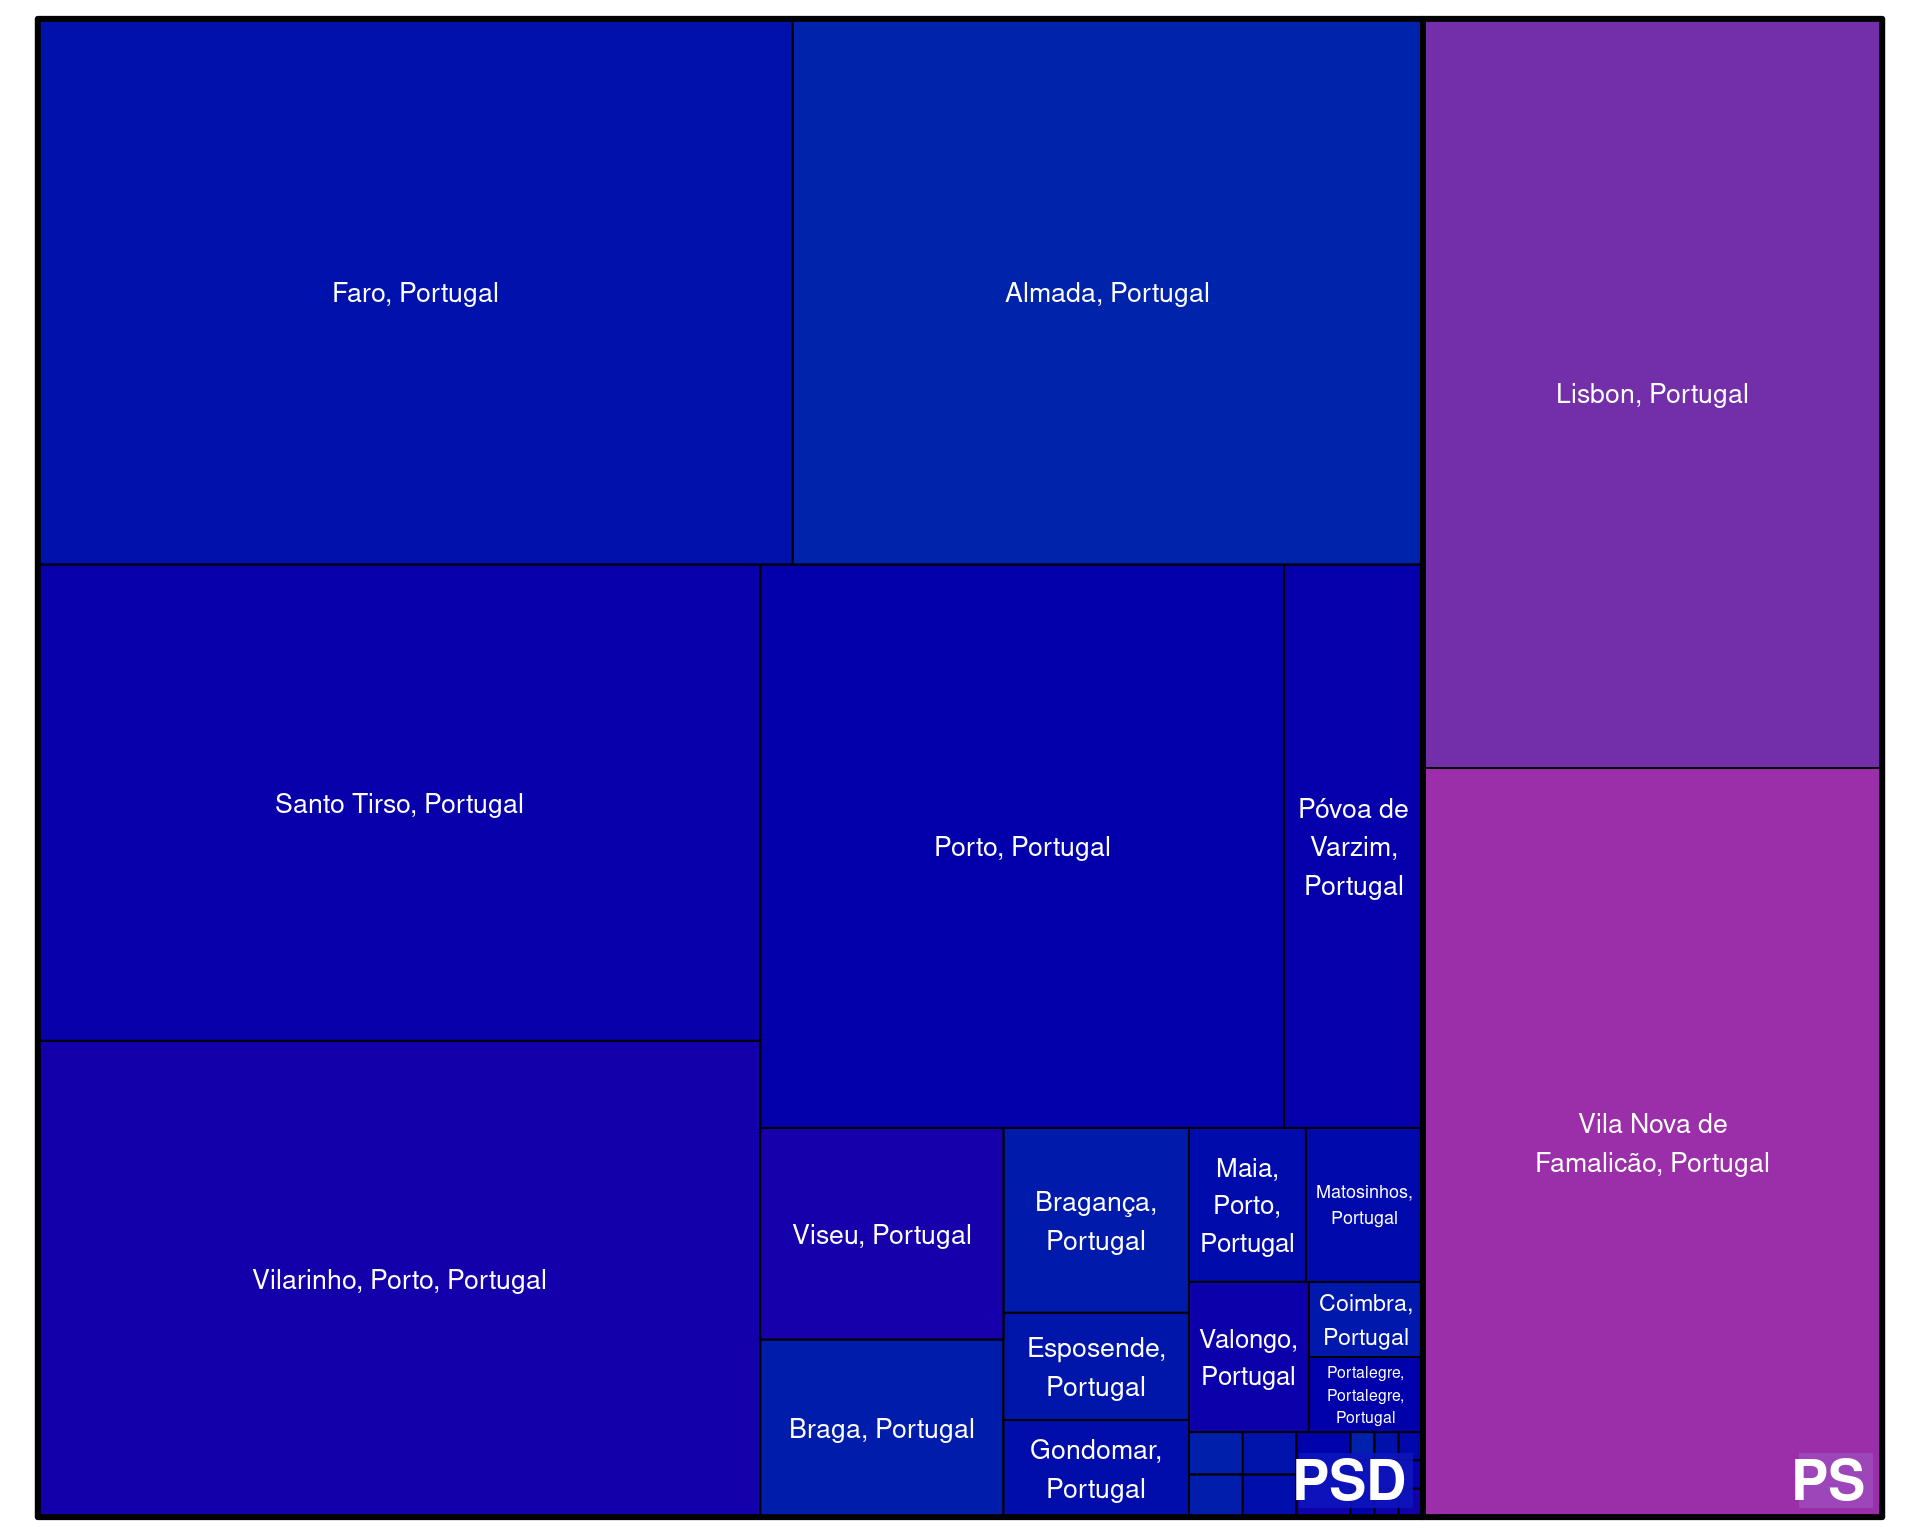 Faro, Portugal
Almada, Portugal
Lisbon, Portugal
Santo Tirso, Portugal
Porto, Portugal
Póvoa de
Varzim,
Portugal
Vilarinho, Porto, Portugal
Viseu, Portugal
Braga, Portugal
Bragança,
Portugal
Esposende,
Portugal
Gondomar,
Portugal
Maia,
Porto,
Portugal
Matosinhos,
Portugal
Valongo,
Portugal
Coimbra,
Portugal
Portalegre,
Portalegre,
Portugal
PSD
Vila Nova de
Famalicão, Portugal
PS